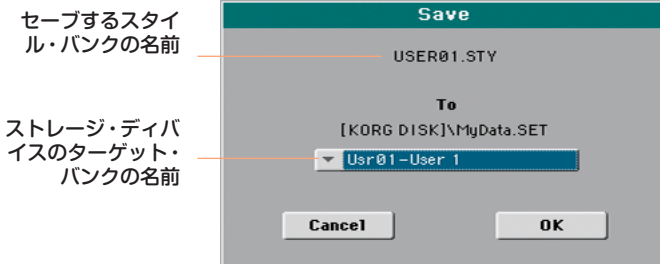 セーブするスタイ
ル・バンクの名前
Save
USER01.STY
To
[KORG DISK]\MyData.SET
ストレージ・ディバ
イスのターゲット・
バンクの名前
Usr01-User 1
Cancel
OK